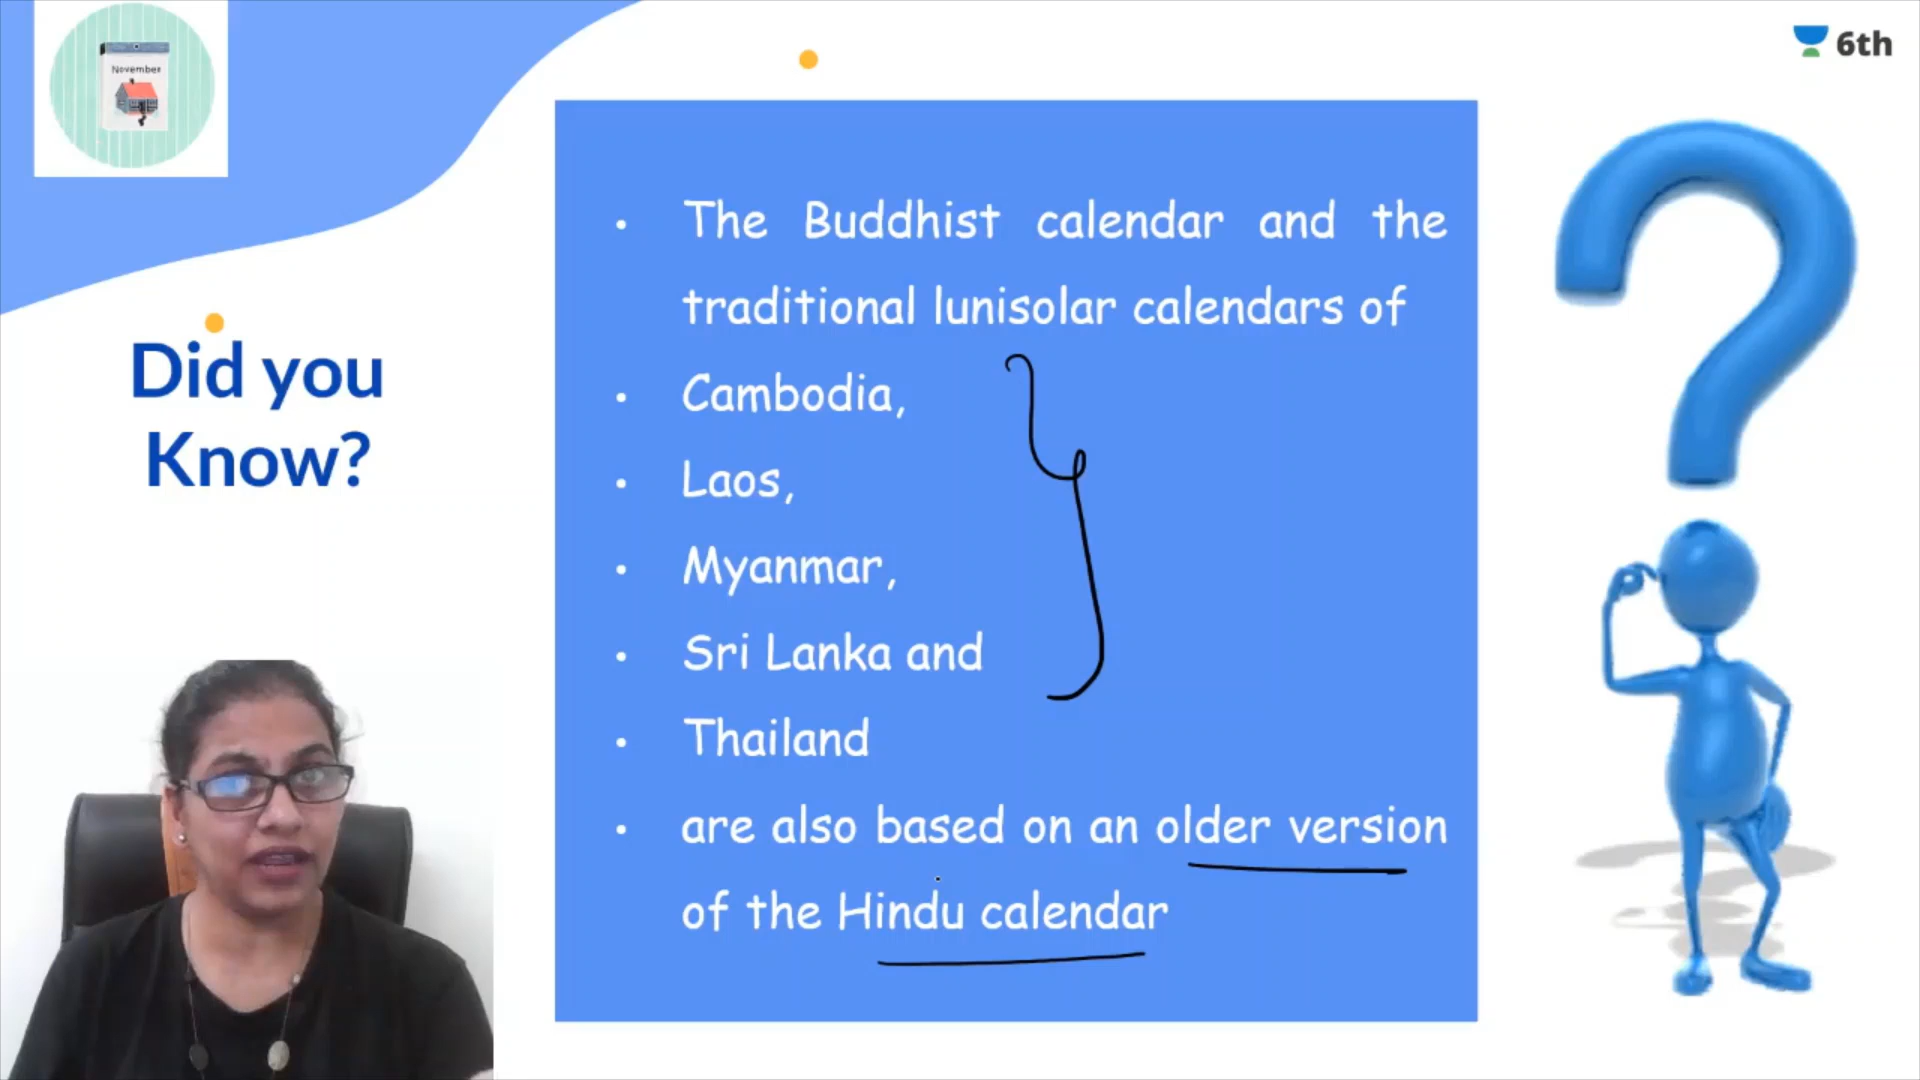 November
6th
Did you
Know?
• The Buddhist calendar and the
traditional lunisolar calendars of
• Cambodia,
• Laos,
• Myanmar,
• Sri Lanka and
• Thailand
• are also based on an older version
of the Hindu calendar